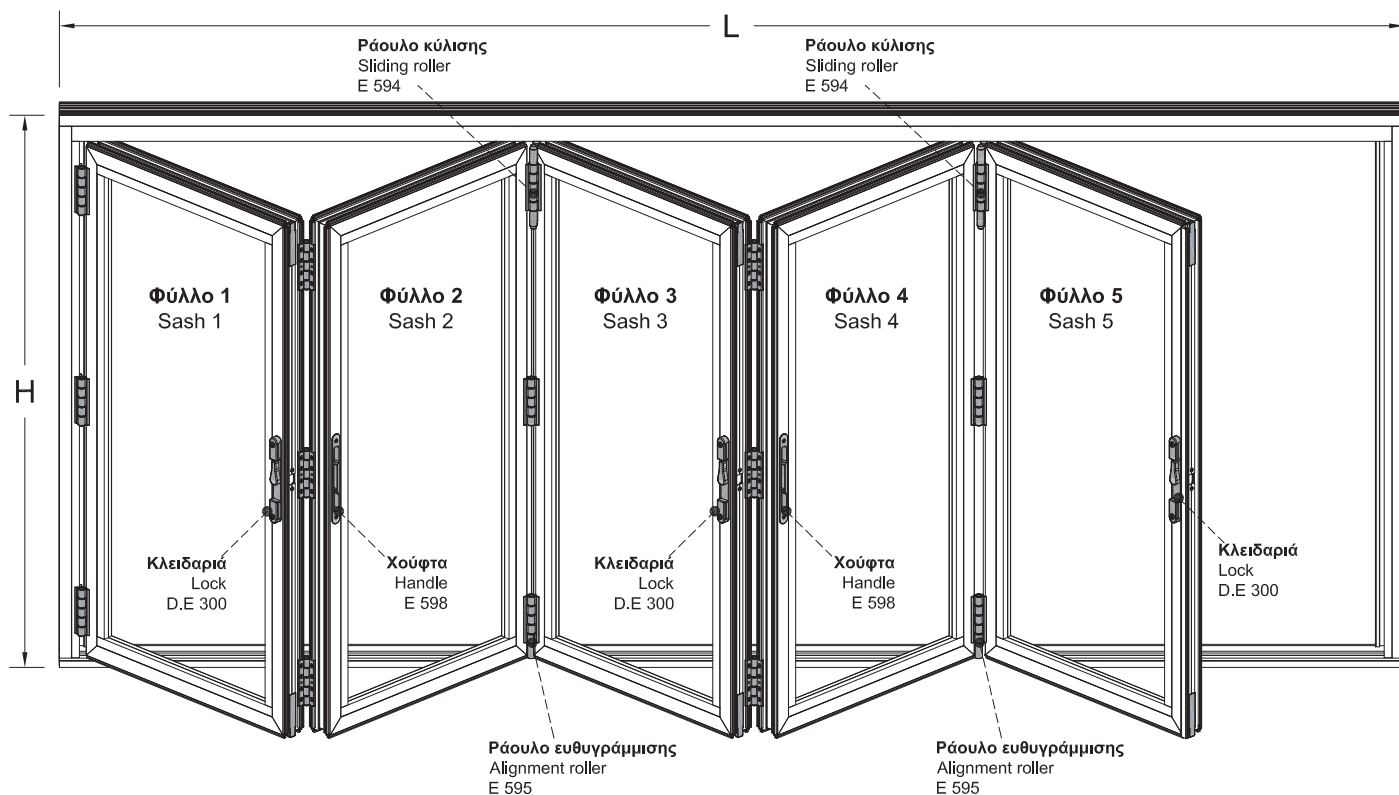 L
Ράουλο κύλισης
Sliding roller
E 594
Ράουλο κύλισης
Sliding roller
E 594
H
Φύλλο 1
Sash 1
Φύλλο 2
Sash 2
Φύλλο 3
Sash 3
Φύλλο 4
Sash 4
Φύλλο 5
Sash 5
Κλειδαριά
Lock
D.E 300
Χούφτα
Handle
E 598
Κλειδαριά
Lock
D.E 300
Χούφτα
Handle
E 598
Κλειδαριά
Lock
D.E 300
Ράουλο ευθυγράμμισης
Alignment roller
E 595
Ράουλο ευθυγράμμισης
Alignment roller
E 595